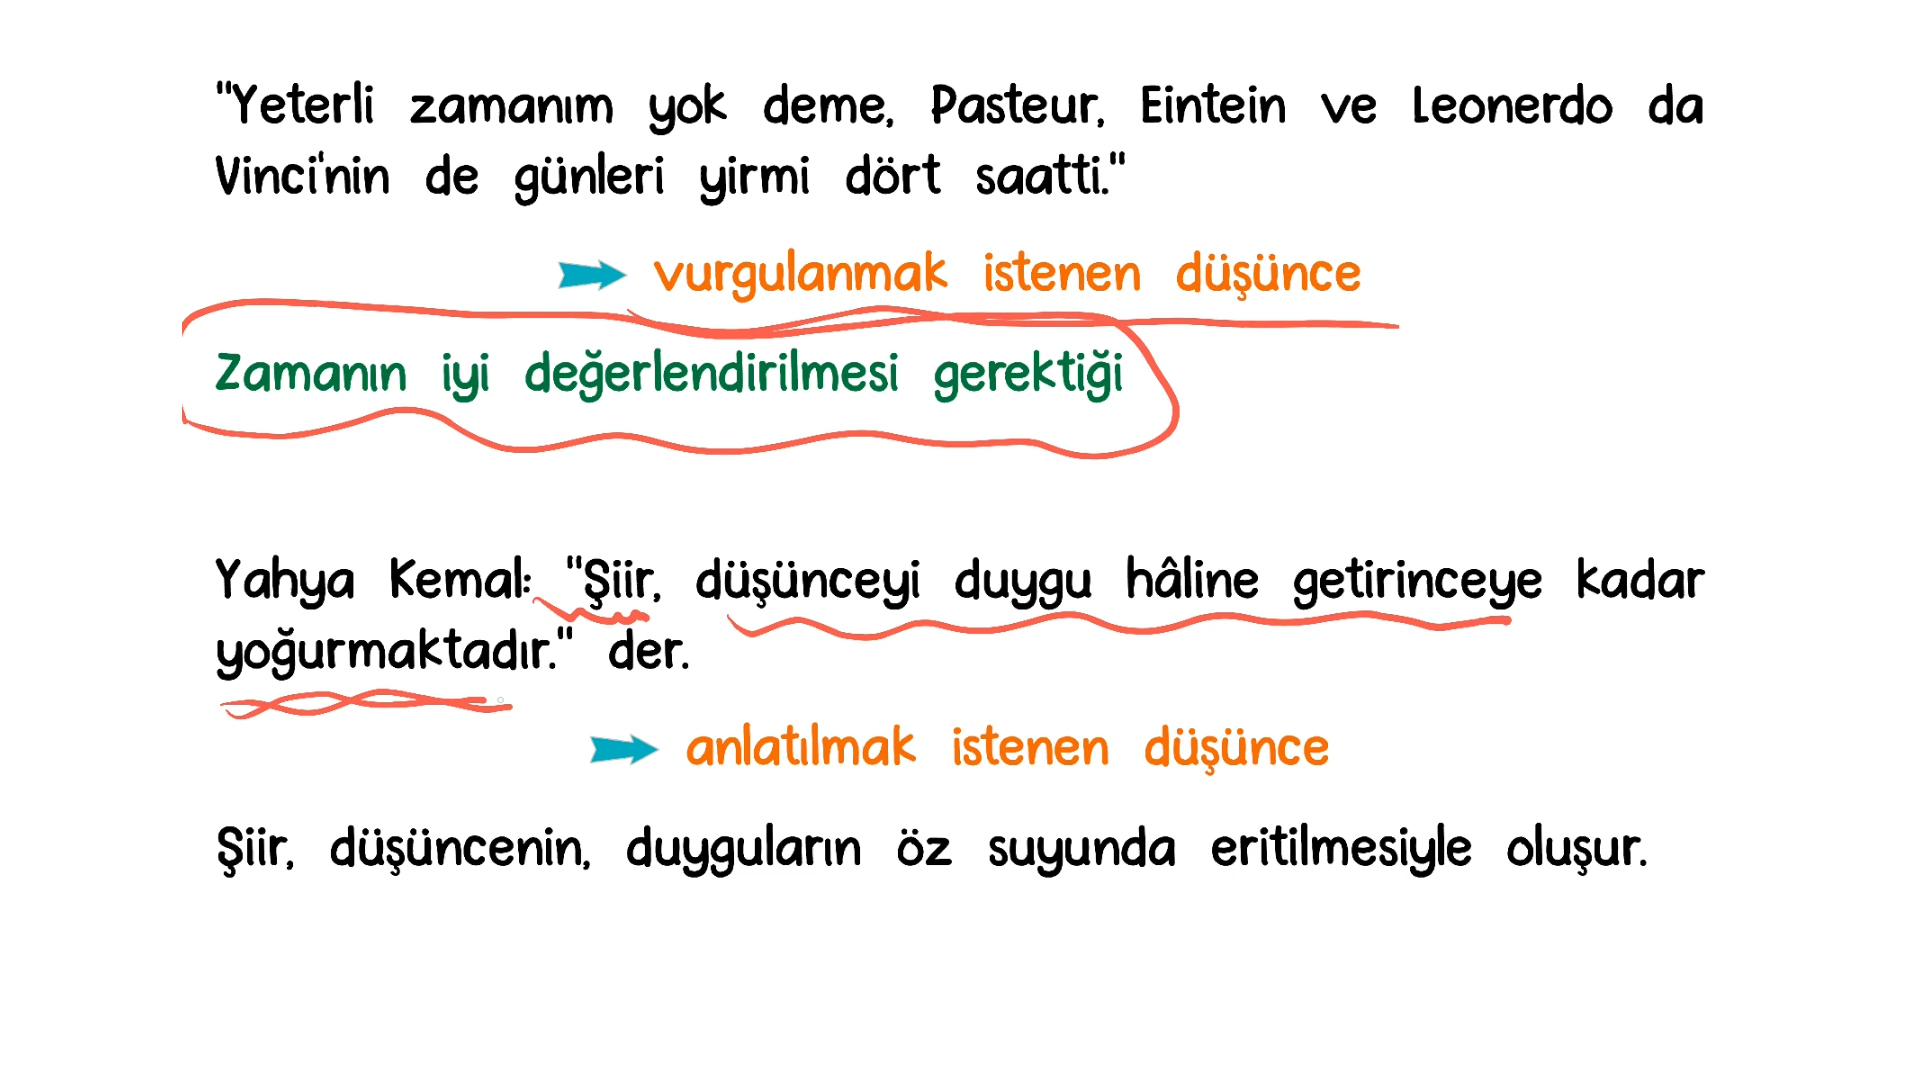 "Yeterli zamanım yok deme, Pasteur, Eintein ve Leonerdo da
Vinci'nin de günleri yirmi dört saatti."
vurgulanmak istenen düşünce
Zamanın iyi değerlendirilmesi gerektiği
Yahya Kemal: "Şiir, düşünceyi duygu hâline getirinceye kadar
yoğurmaktadır." der.
anlatılmak istenen düşünce
Şiir, düşüncenin, duyguların öz suyunda eritilmesiyle oluşur.